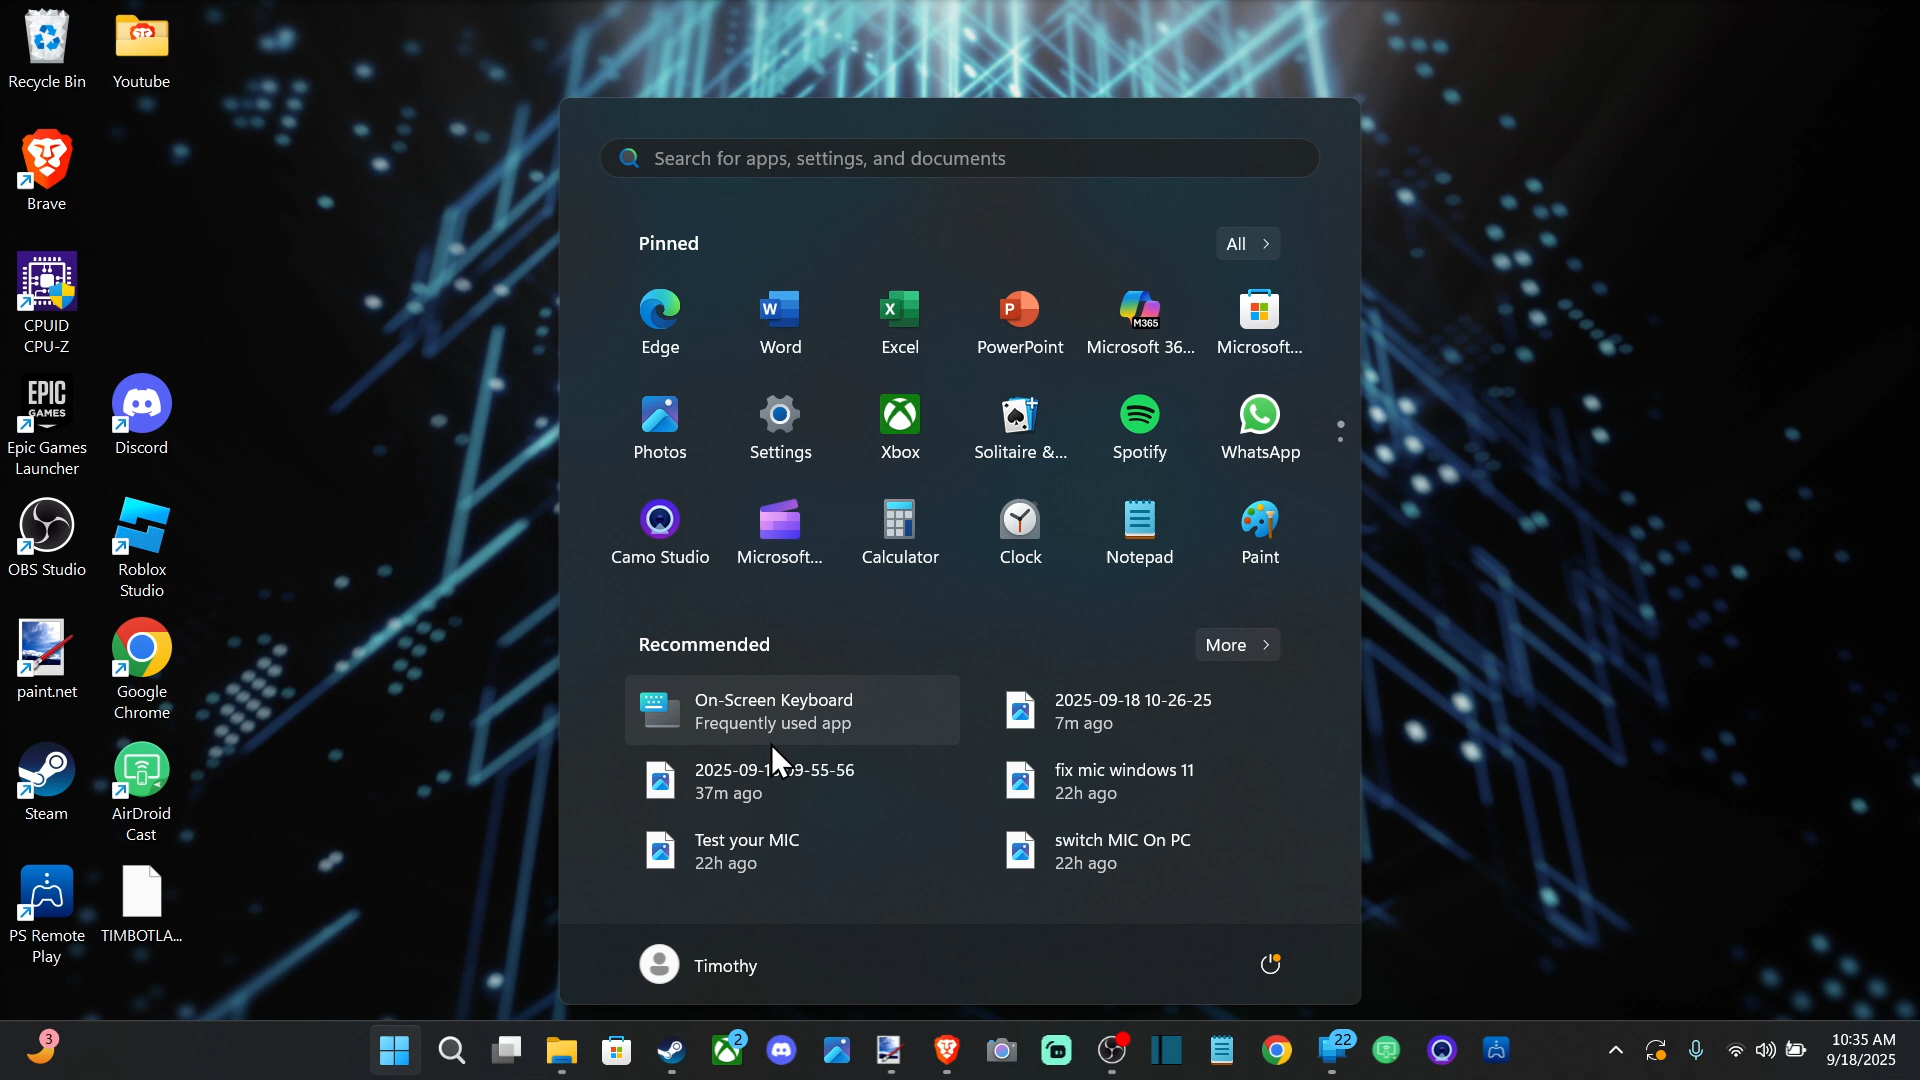 Recycle Bin
Youtube
Brave
CPUID
CPU-Z
EPIC
GAMES
Epic Games
Launcher
Discord
OBS Studio
Roblox
Studio
paint.net
Google
Chrome
Steam
AirDroid
Cast
PS Remote
Play
TIMBOTLA...
Search for apps, settings, and documents
Pinned
All
Edge
W
Word
X
Excel
P
PowerPoint
M365
Microsoft 36...
Microsoft...
Photos
Settings
Xbox
Solitaire &...
Spotify
WhatsApp
Camo Studio
Microsoft...
Calculator
Clock
Notepad
Paint
Recommended
More
On-Screen Keyboard
Frequently used app
2025-09-18 10-26-25
7m ago
9-55-56
37m ago
fix mic windows 11
22h ago
Test your MIC
22h ago
switch MIC On PC
22h ago
Timothy
3
2
22
10:35 AM
9/18/2025